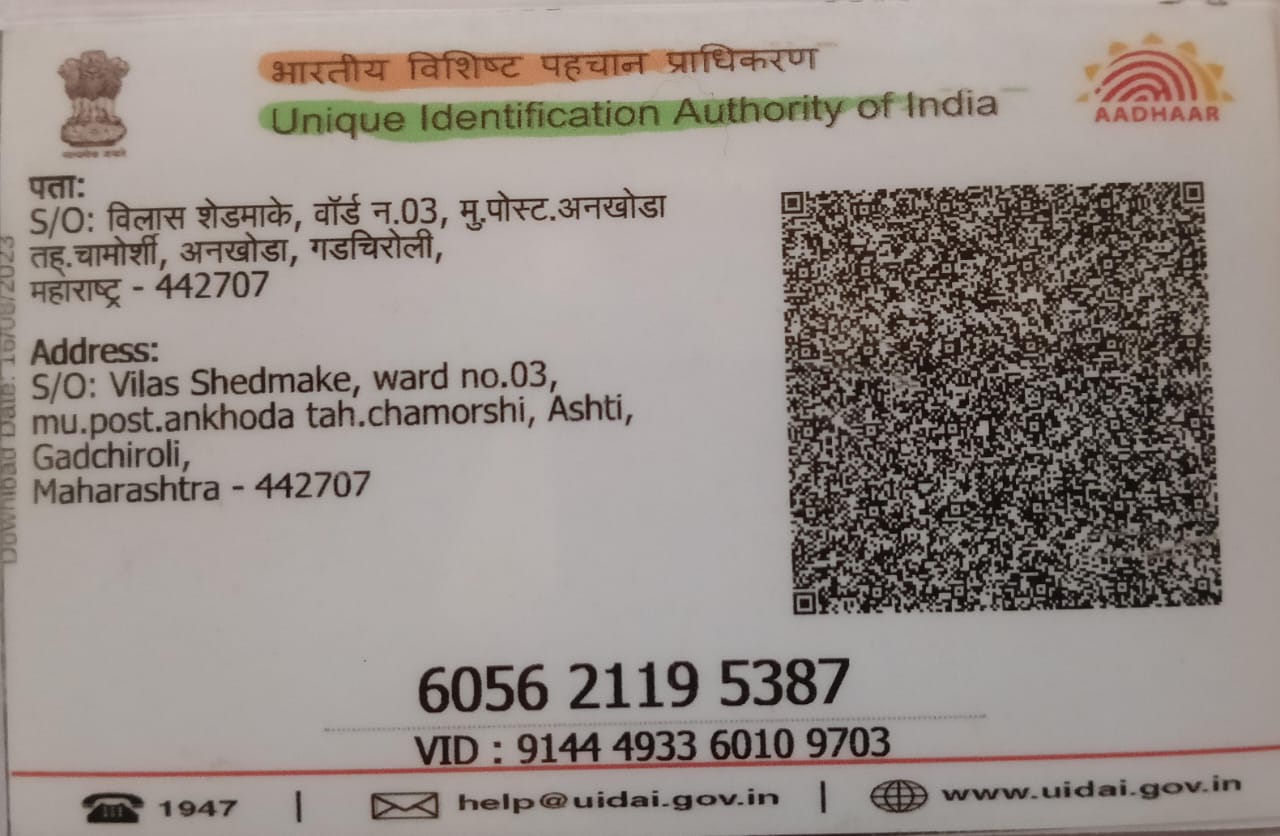 भारतीय विशिष्ट पहचान प्राधिकरण
Unique Identification Authority of India
AADHAAR
पता:
S/O: विलास शेडमाके, वॉर्ड न.03, मु.पोस्ट.अनखोडा
तह.चामोर्शी, अनखोडा, गडचिरोली,
महाराष्ट्र - 442707
Address:
S/O: Vilas Shedmake, ward no.03,
mu.post.ankhoda tah.chamorshi, Ashti,
Gadchiroli,
Maharashtra - 442707
Download Date:
6056 2119 5387
VID : 9144 4933 6010 9703
1947 | help@uidai.gov.in | www.uidai.gov.in